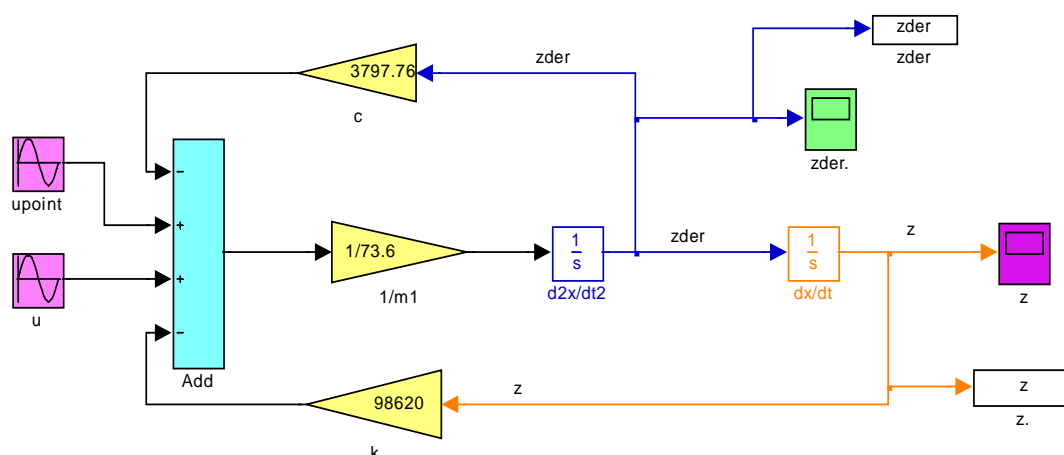 zder
zder
zder
3797.76
c
zder.
upoint
−
+
+
−
1/73.6
1/m1
1
s
d2x/dt2
zder
1
s
dx/dt
z
z
u
Add
98620
k
z
z
z.